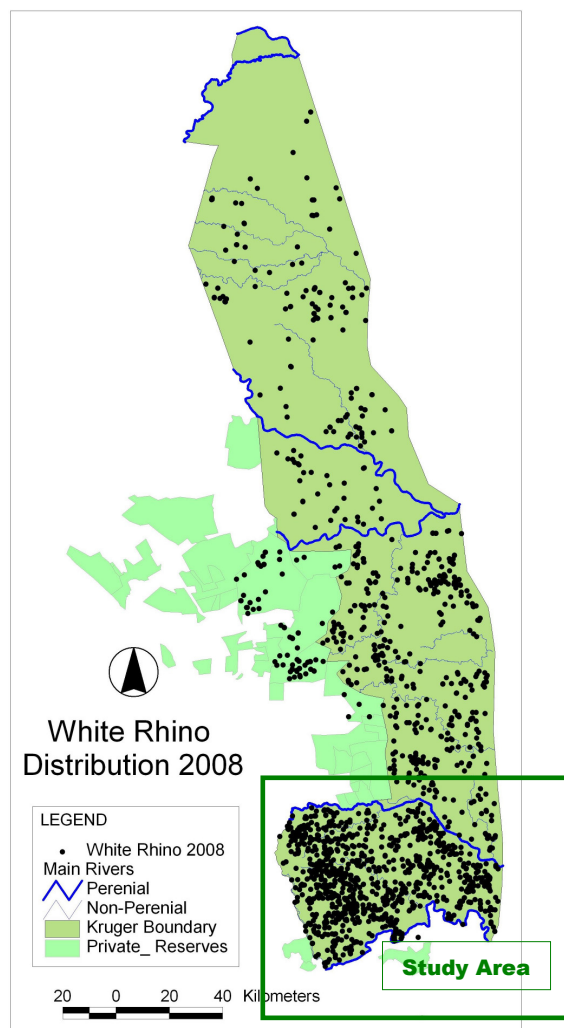 White Rhino
Distribution 2008
LEGEND
White Rhino 2008
Main Rivers
Perenial
Non-Perenial
Kruger Boundary
Private_ Reserves
Study Area
20 0 20 40 Kilometers